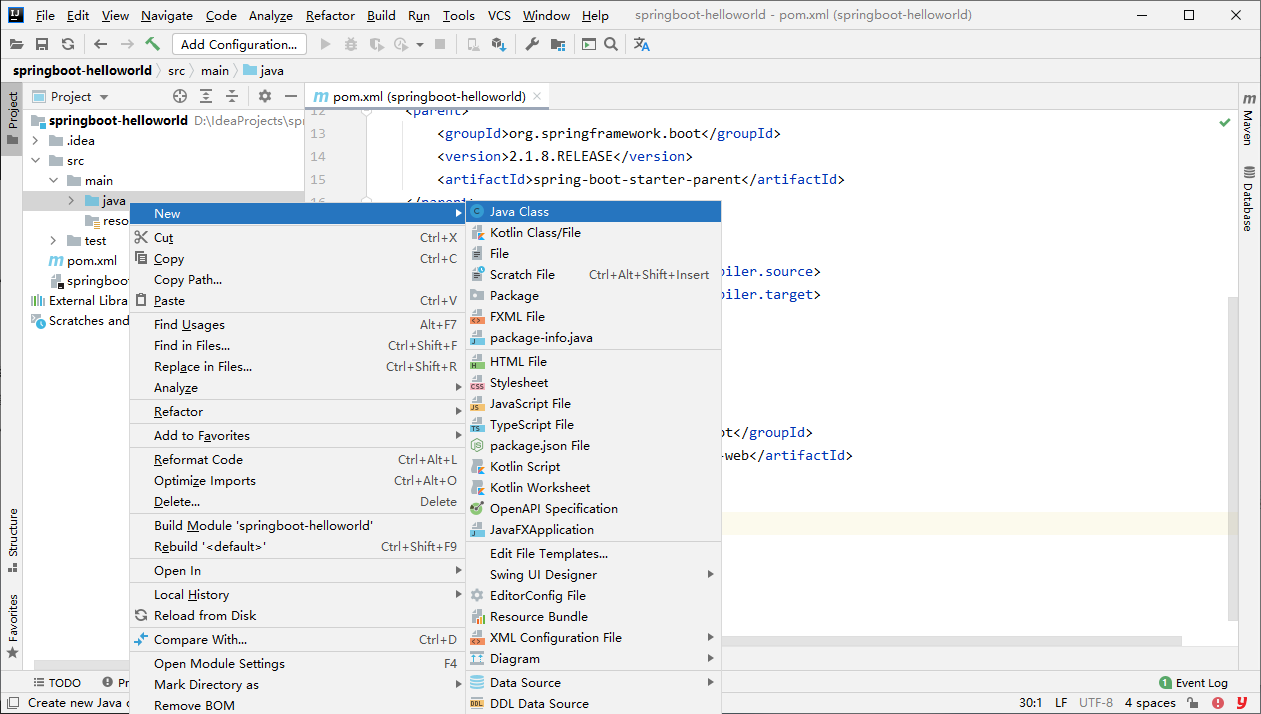 File Edit View Navigate Code Analyze Refactor Build Run Tools VCS Window Help springboot-helloworld - pom.xml (springboot-helloworld)
Add Configuration...
springboot-helloworld src main java
Project
Project
m pom.xml (springboot-helloworld)
m Maven
Database
springboot-helloworld D:\IdeaProjects\spr
.idea
src
main
java
reso
test
m pom.xml
springboot
External Libra
Scratches and
12 <parent>
13 <groupId>org.springframework.boot</groupId>
14 <version>2.1.8.RELEASE</version>
15 <artifactId>spring-boot-starter-parent</artifactId>
piler.source>
piler.target>
ot</groupId>
-web</artifactId>
New
Cut Ctrl+X
Copy Ctrl+C
Copy Path...
Paste Ctrl+V
Find Usages Alt+F7
Find in Files... Ctrl+Shift+F
Replace in Files... Ctrl+Shift+R
Analyze
Refactor
Add to Favorites
Reformat Code Ctrl+Alt+L
Optimize Imports Ctrl+Alt+O
Delete... Delete
Build Module 'springboot-helloworld'
Rebuild '<default>' Ctrl+Shift+F9
Open In
Local History
Reload from Disk
Compare With... Ctrl+D
Open Module Settings F4
Mark Directory as
Remove BOM
Java Class
Kotlin Class/File
File
Scratch File Ctrl+Alt+Shift+Insert
Package
FXML File
package-info.java
HTML File
Stylesheet
JavaScript File
TypeScript File
package.json File
Kotlin Script
Kotlin Worksheet
OpenAPI Specification
JavaFXApplication
Edit File Templates...
Swing UI Designer
EditorConfig File
Resource Bundle
XML Configuration File
Diagram
Data Source
DDL Data Source
Structure
Favorites
TODO Pr
1 Event Log
Create new Java c
30:1 LF UTF-8 4 spaces